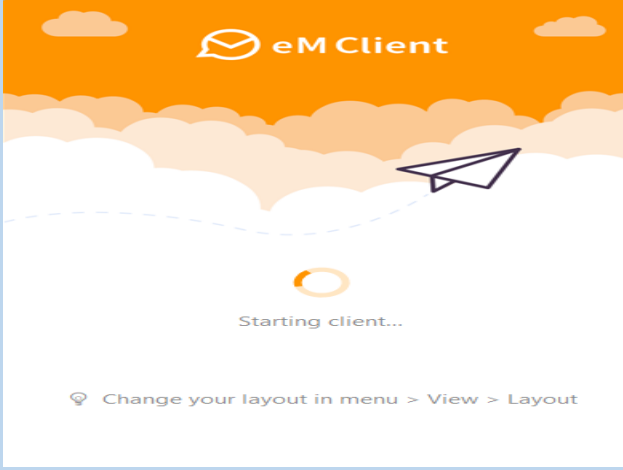 eM Client
Starting client...
Change your layout in menu > View > Layout